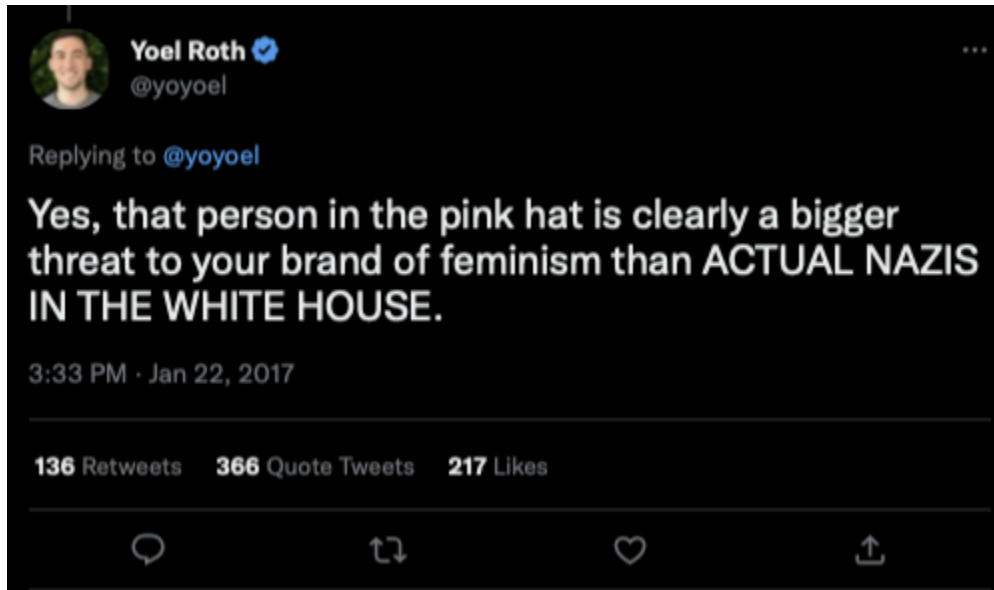 Yoel Roth
@yoyoel
Replying to @yoyoel
Yes, that person in the pink hat is clearly a bigger
threat to your brand of feminism than ACTUAL NAZIS
IN THE WHITE HOUSE.
3:33 PM · Jan 22, 2017
136 Retweets 366 Quote Tweets 217 Likes